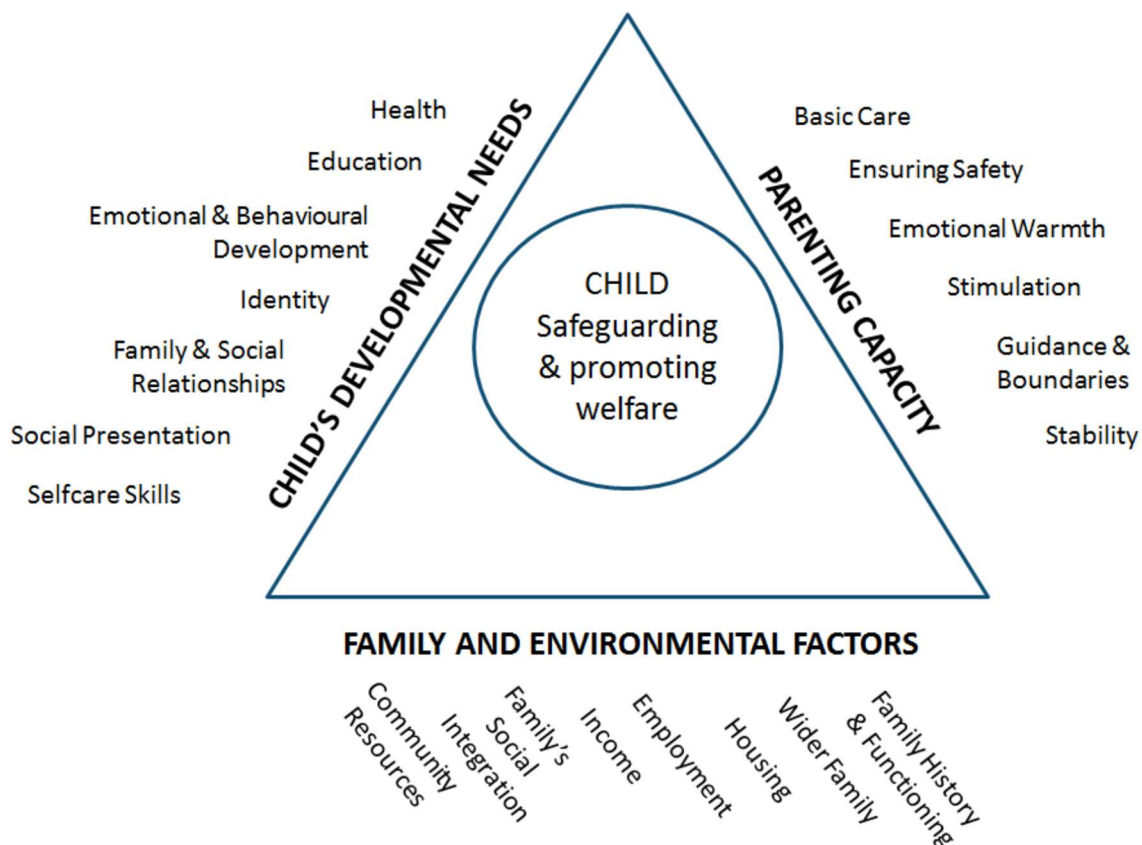 Health
Education
Emotional & Behavioural
Development
Identity
Family & Social
Relationships
Social Presentation
Selfcare Skills
CHILD'S DEVELOPMENTAL NEEDS
CHILD
Safeguarding
& promoting
welfare
PARENTING CAPACITY
Basic Care
Ensuring Safety
Emotional Warmth
Stimulation
Guidance &
Boundaries
Stability
FAMILY AND ENVIRONMENTAL FACTORS
Community
Resources
Family's
Social
Integration
Income
Employment
Housing
Wider Family
Family History
& Functioning